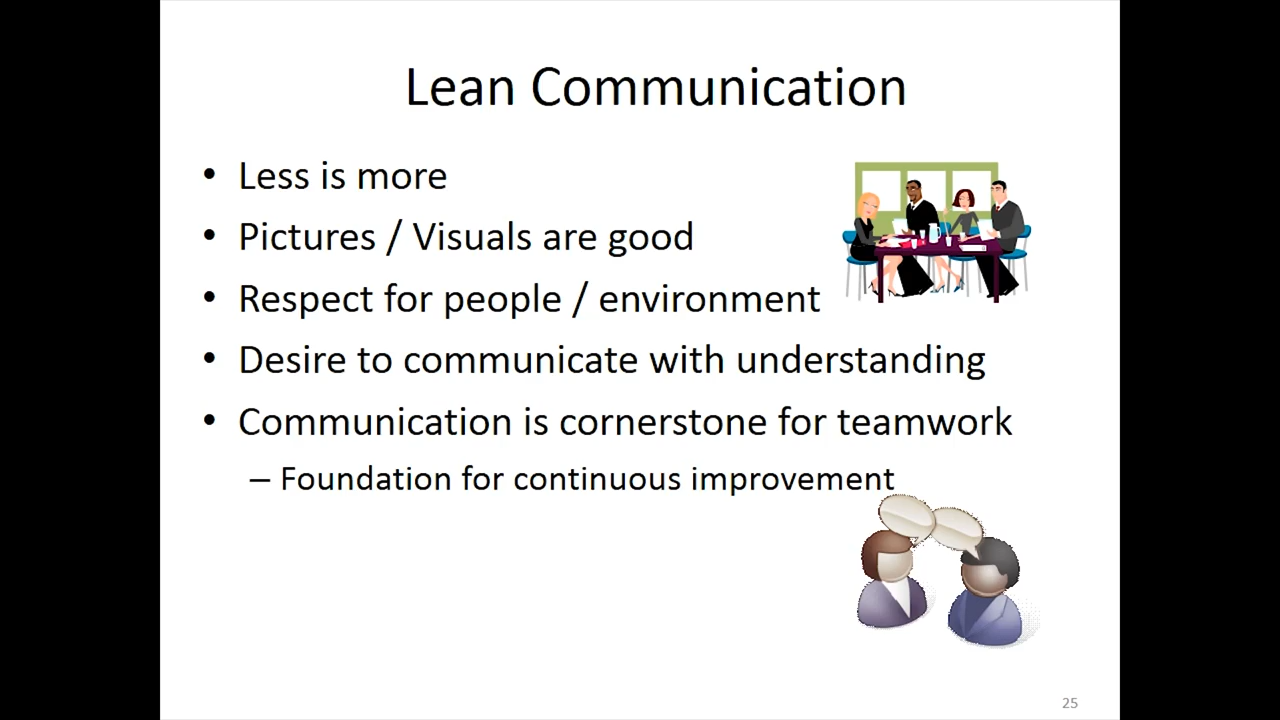 Lean Communication
• Less is more
• Pictures / Visuals are good
• Respect for people / environment
• Desire to communicate with understanding
• Communication is cornerstone for teamwork
– Foundation for continuous improvement
25